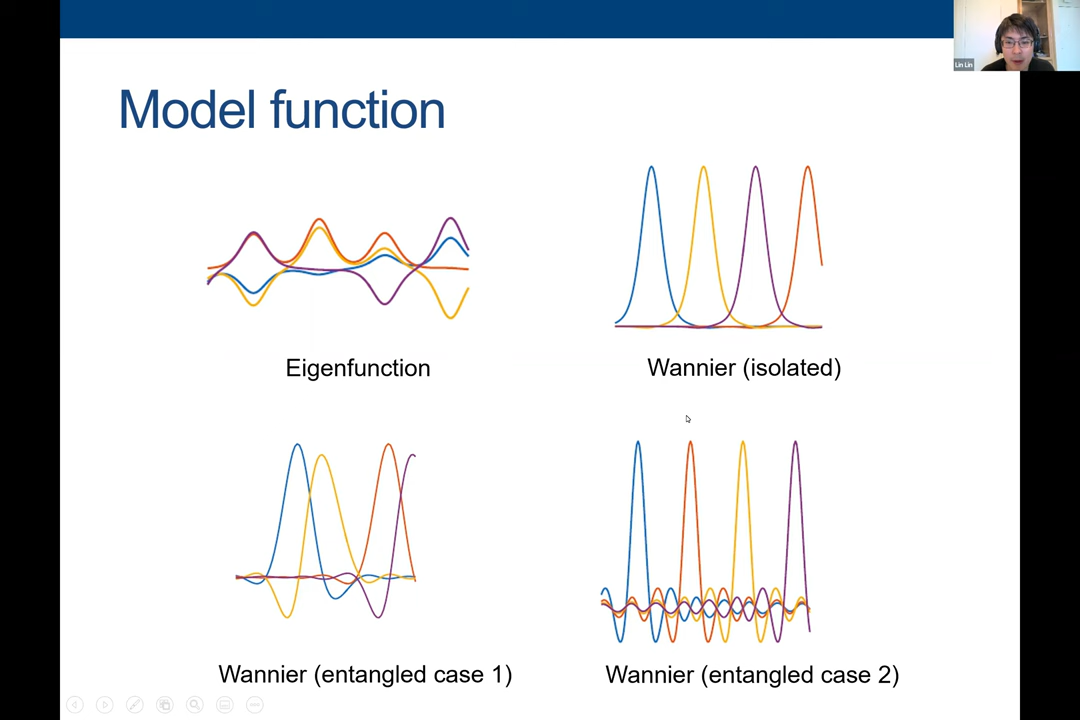 Lin Lin
Model function
Eigenfunction
Wannier (isolated)
Wannier (entangled case 1)
Wannier (entangled case 2)